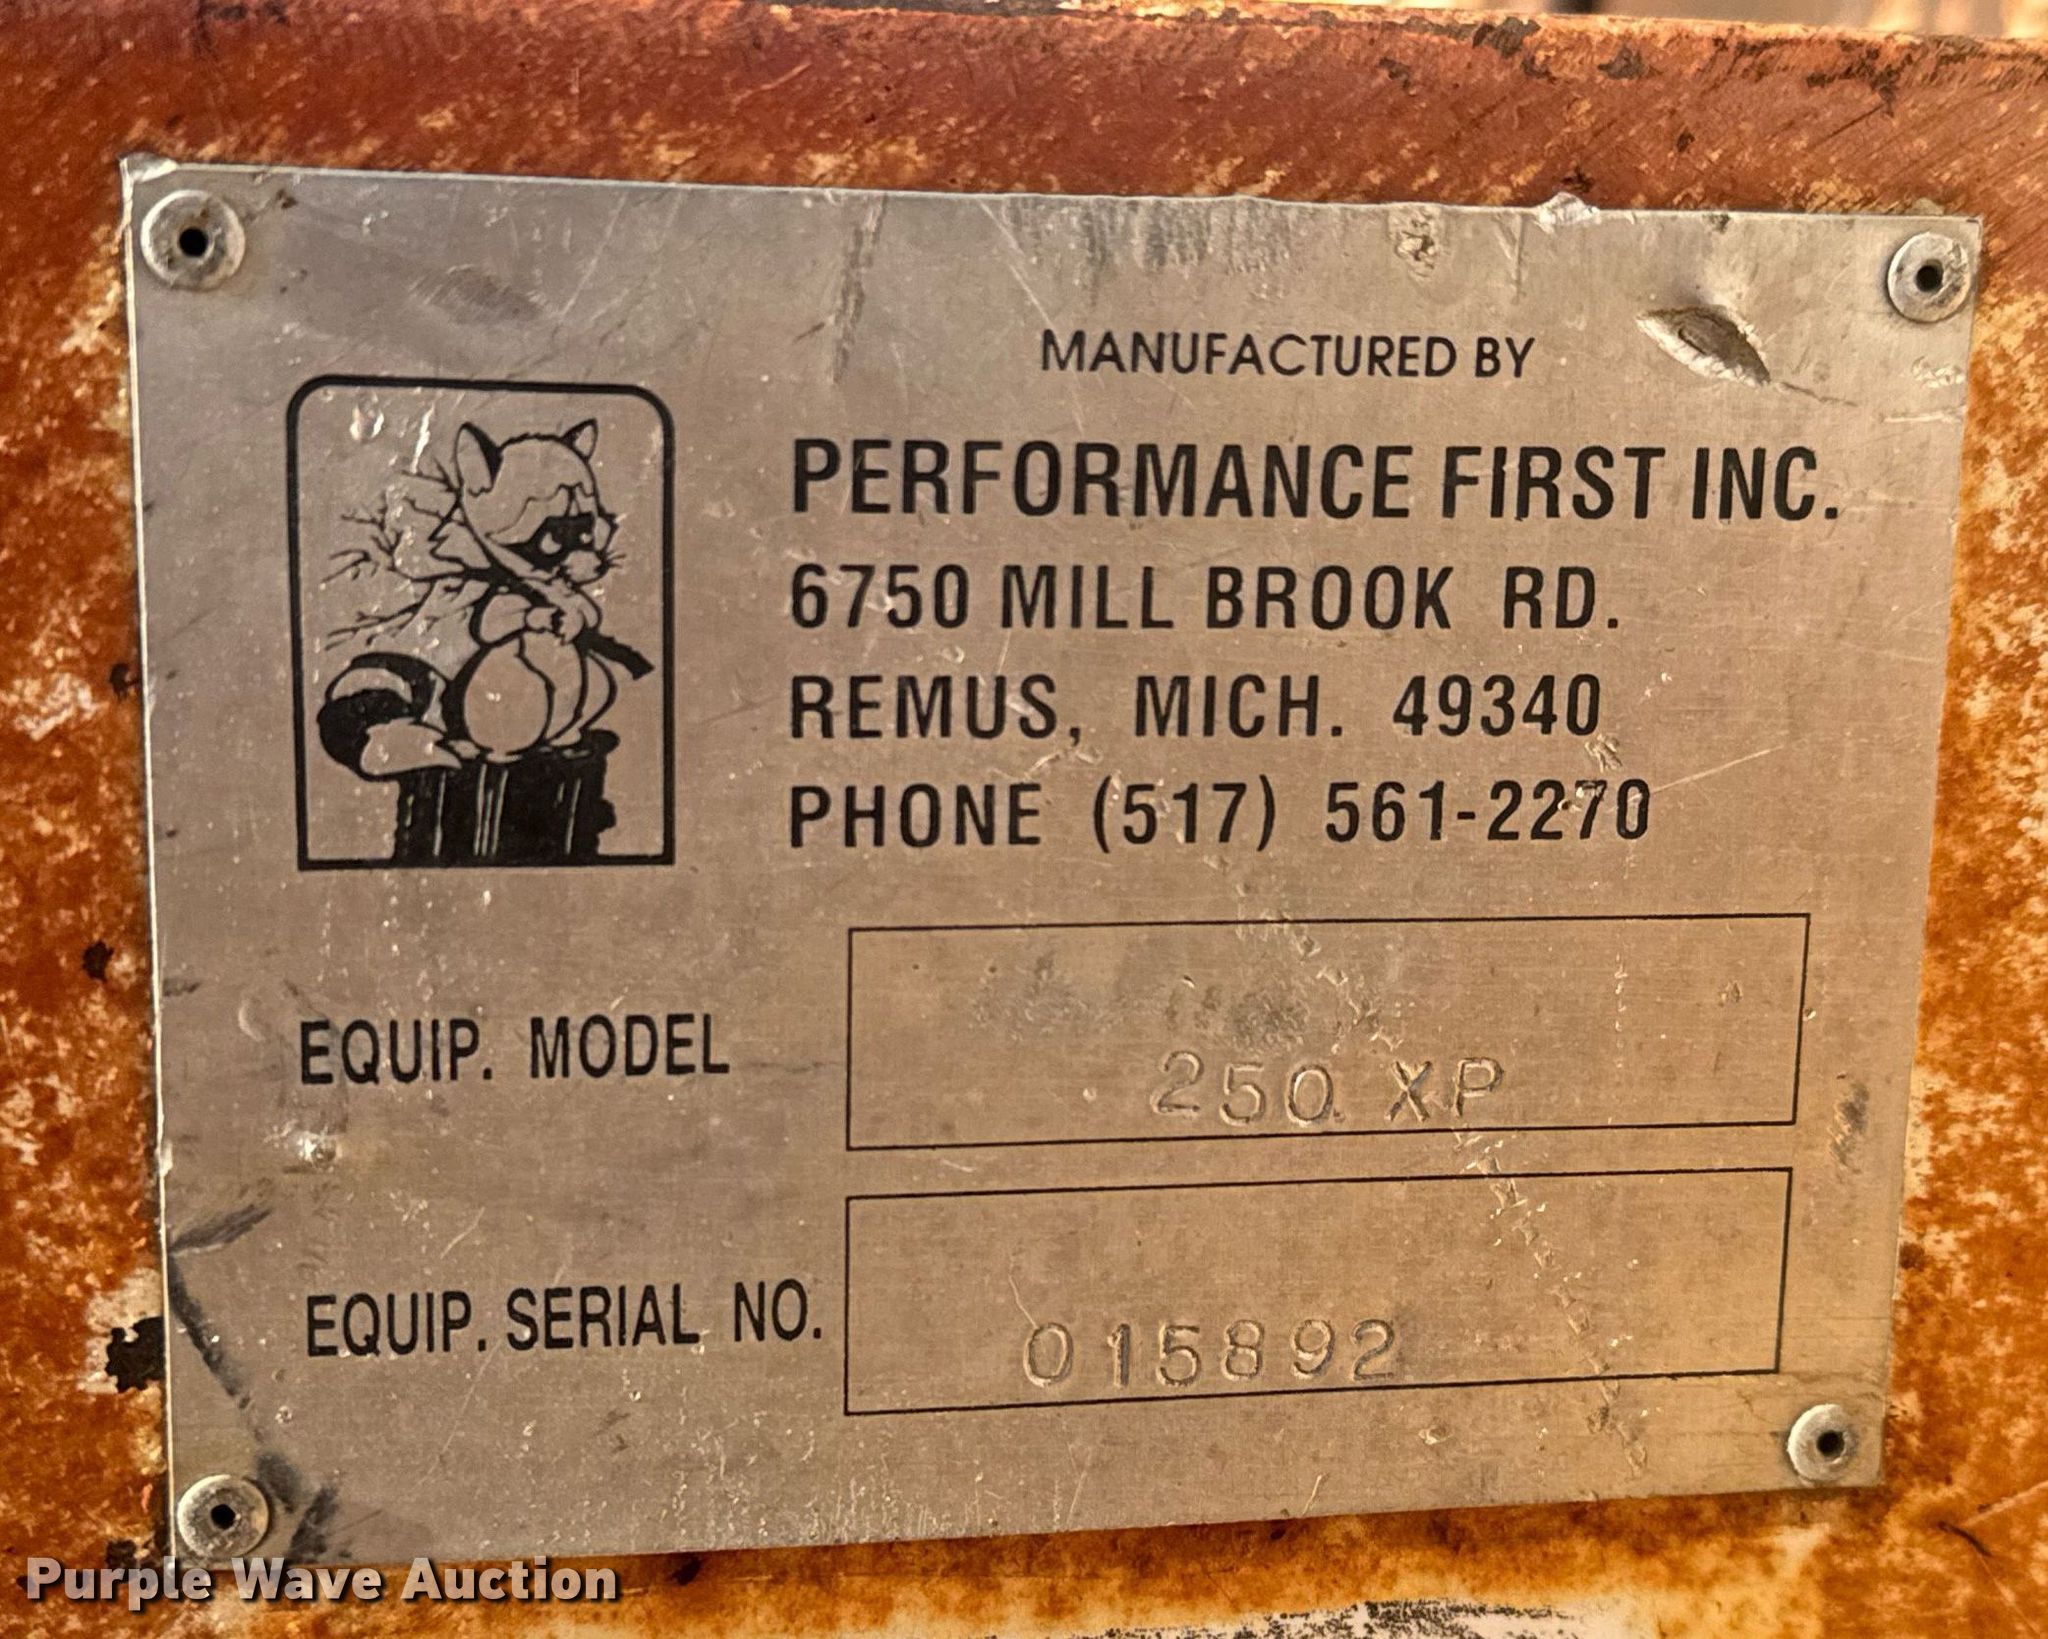 MANUFACTURED BY
PERFORMANCE FIRST INC.
6750 MILL BROOK RD.
REMUS, MICH. 49340
PHONE (517) 561-2270
EQUIP. MODEL 250 XP
EQUIP. SERIAL NO. 015892
Purple Wave Auction